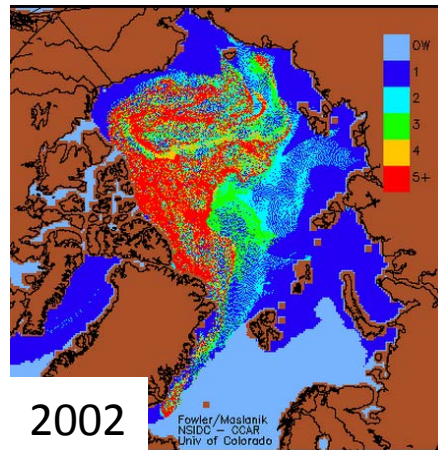 OW
1
2
3
4
5+
2002
Fowler/Maslanik
NSIDC – CCAR
Univ of Colorado